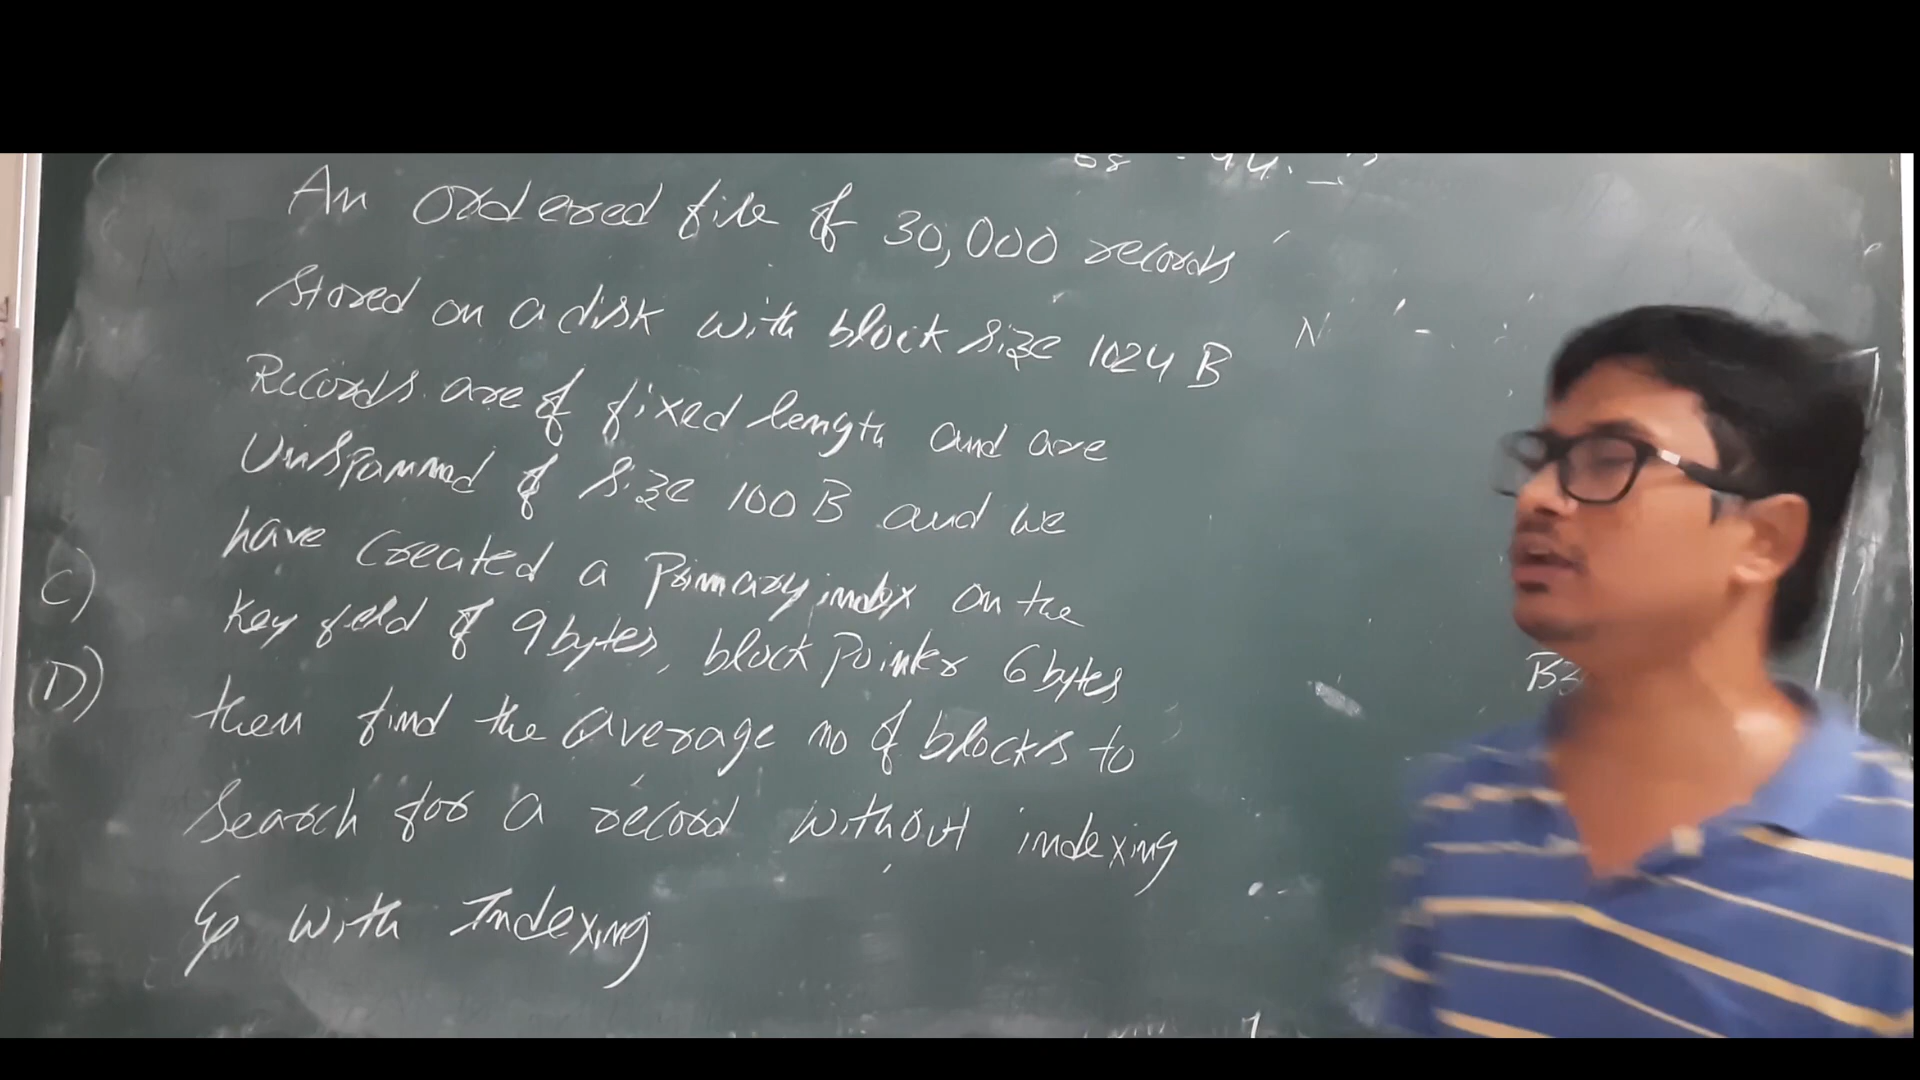 An ordered file of 30,000 records
stored on a disk with block size 1024 B
N
Records are of fixed length and are
Unspanned of size 100 B and we
have created a Primary index on the
C)
key field of 9 bytes, block pointer 6 bytes
D)
then find the average no of blocks to
search for a record without indexing
& with Indexing